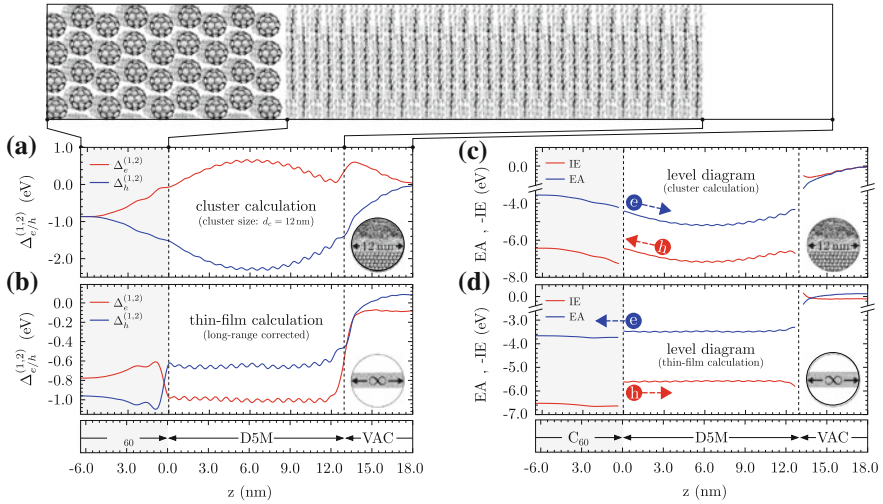 (a)
1.0
0.0
-1.0
-2.0
Δ_{e/h}^{(1,2)} (eV)
Δ_e^{(1,2)}
Δ_h^{(1,2)}
cluster calculation
(cluster size: d_c = 12 nm)
12 nm
(b)
-0.0
-0.2
-0.4
-0.6
-0.8
-1.0
Δ_{e/h}^{(1,2)} (eV)
Δ_e^{(1,2)}
Δ_h^{(1,2)}
thin-film calculation
(long-range corrected)
∞
60 D5M VAC
-6.0 3.0 0.0 3.0 6.0 9.0 12.0 15.0 18.0
z (nm)
(c)
0.0
-4.0
-6.0
-8.0
EA , -IE (eV)
IE
EA
level diagram
(cluster calculation)
e
h
12 nm
(d)
0.0
-3.0
-4.0
-5.0
-6.0
-7.0
EA , -IE (eV)
IE
EA
e
level diagram
(thin-film calculation)
h
∞
C_{60} D5M VAC
-6.0 3.0 0.0 3.0 6.0 9.0 12.0 15.0 18.0
z (nm)